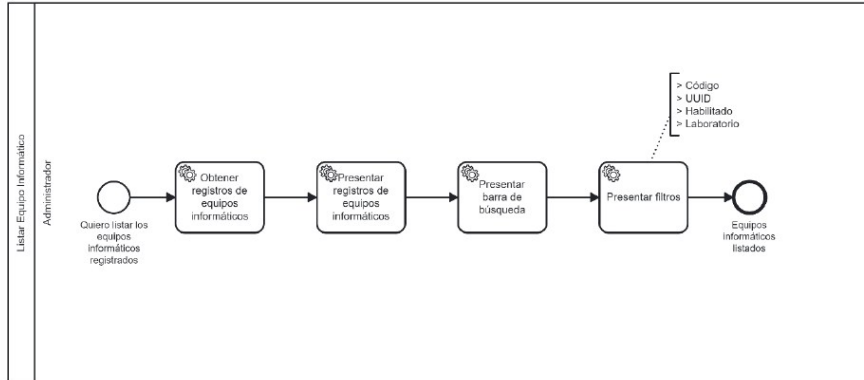 Listar Equipo Informático
Administrador
Quiero listar los
equipos
informáticos
registrados
Obtener
registros de
equipos
informáticos
Presentar
registros de
equipos
informáticos
Presentar
barra de
búsqueda
> Código
> UUID
> Habilitado
> Laboratorio
Presentar filtros
Equipos
informáticos
listados